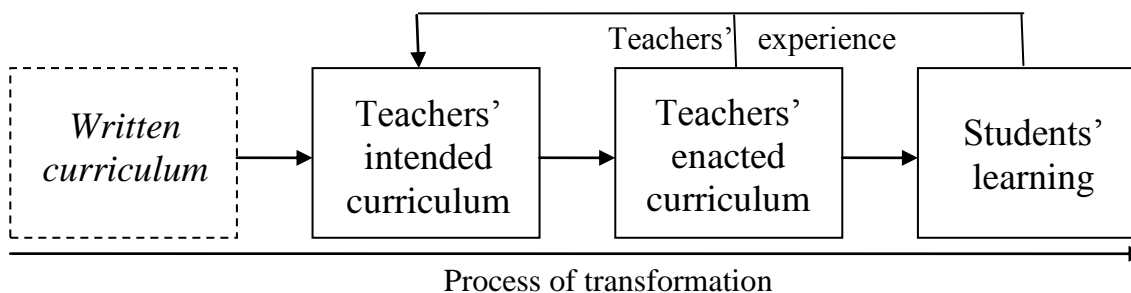 Teachers’ experience
Written
curriculum
Teachers’
intended
curriculum
Teachers’
enacted
curriculum
Students’
learning
Process of transformation